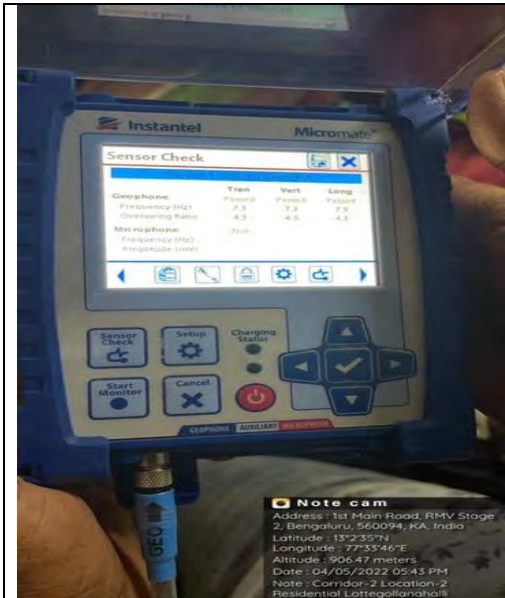 Instantel
Micromate
Sensor Check
Tran Vert Long
Geophone: Passed Passed Passed
Frequency (Hz) 7.3 7.3 7.5
Overswing Ratio 4.3 4.5 4.3
Microphone:
Frequency (Hz)
Amplitude (mV)
Sensor Check
Setup
Charging Status
Start Monitor
Cancel
GEOPHONE AUXILIARY MICROPHONE
GEO
Note cam
Address : 1st Main Road, RMV Stage
2, Bengaluru, 560094, KA, India
Latitude : 13°2'35"N
Longitude : 77°33'46"E
Altitude : 906.47 meters
Date : 04/05/2022 05:43 PM
Note : Corridor-2 Location-2
Residential Lottegollanahalli